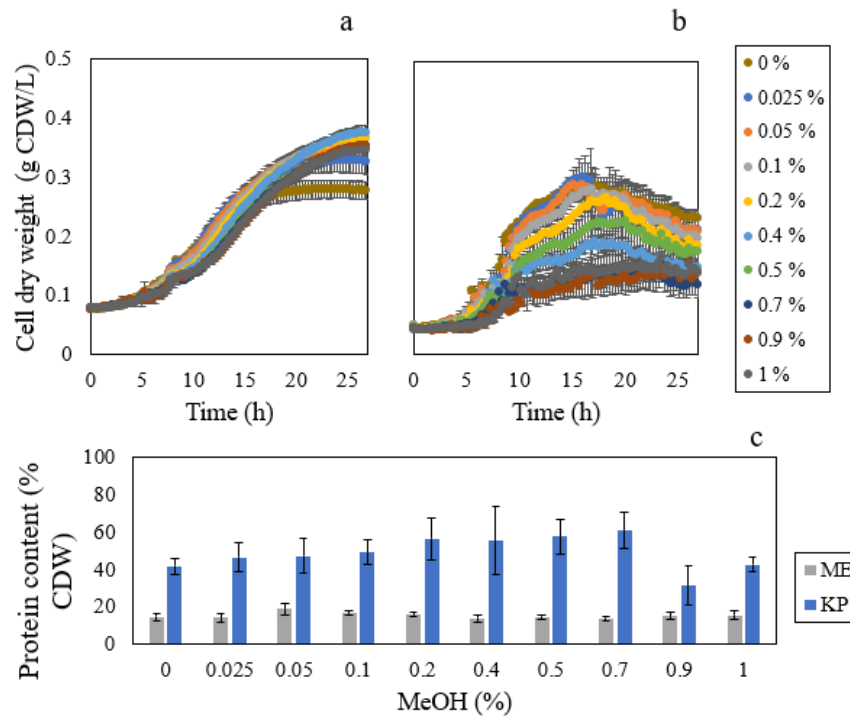 a
b
0.5
0.4
0.3
0.2
0.1
0
Cell dry weight (g CDW/L)
0 5 10 15 20 25
0 5 10 15 20 25
Time (h)
Time (h)
0 %
0.025 %
0.05 %
0.1 %
0.2 %
0.4 %
0.5 %
0.7 %
0.9 %
1 %
c
100
80
60
40
20
0
Protein content (%
CDW)
0 0.025 0.05 0.1 0.2 0.4 0.5 0.7 0.9 1
MeOH (%)
ME
KP